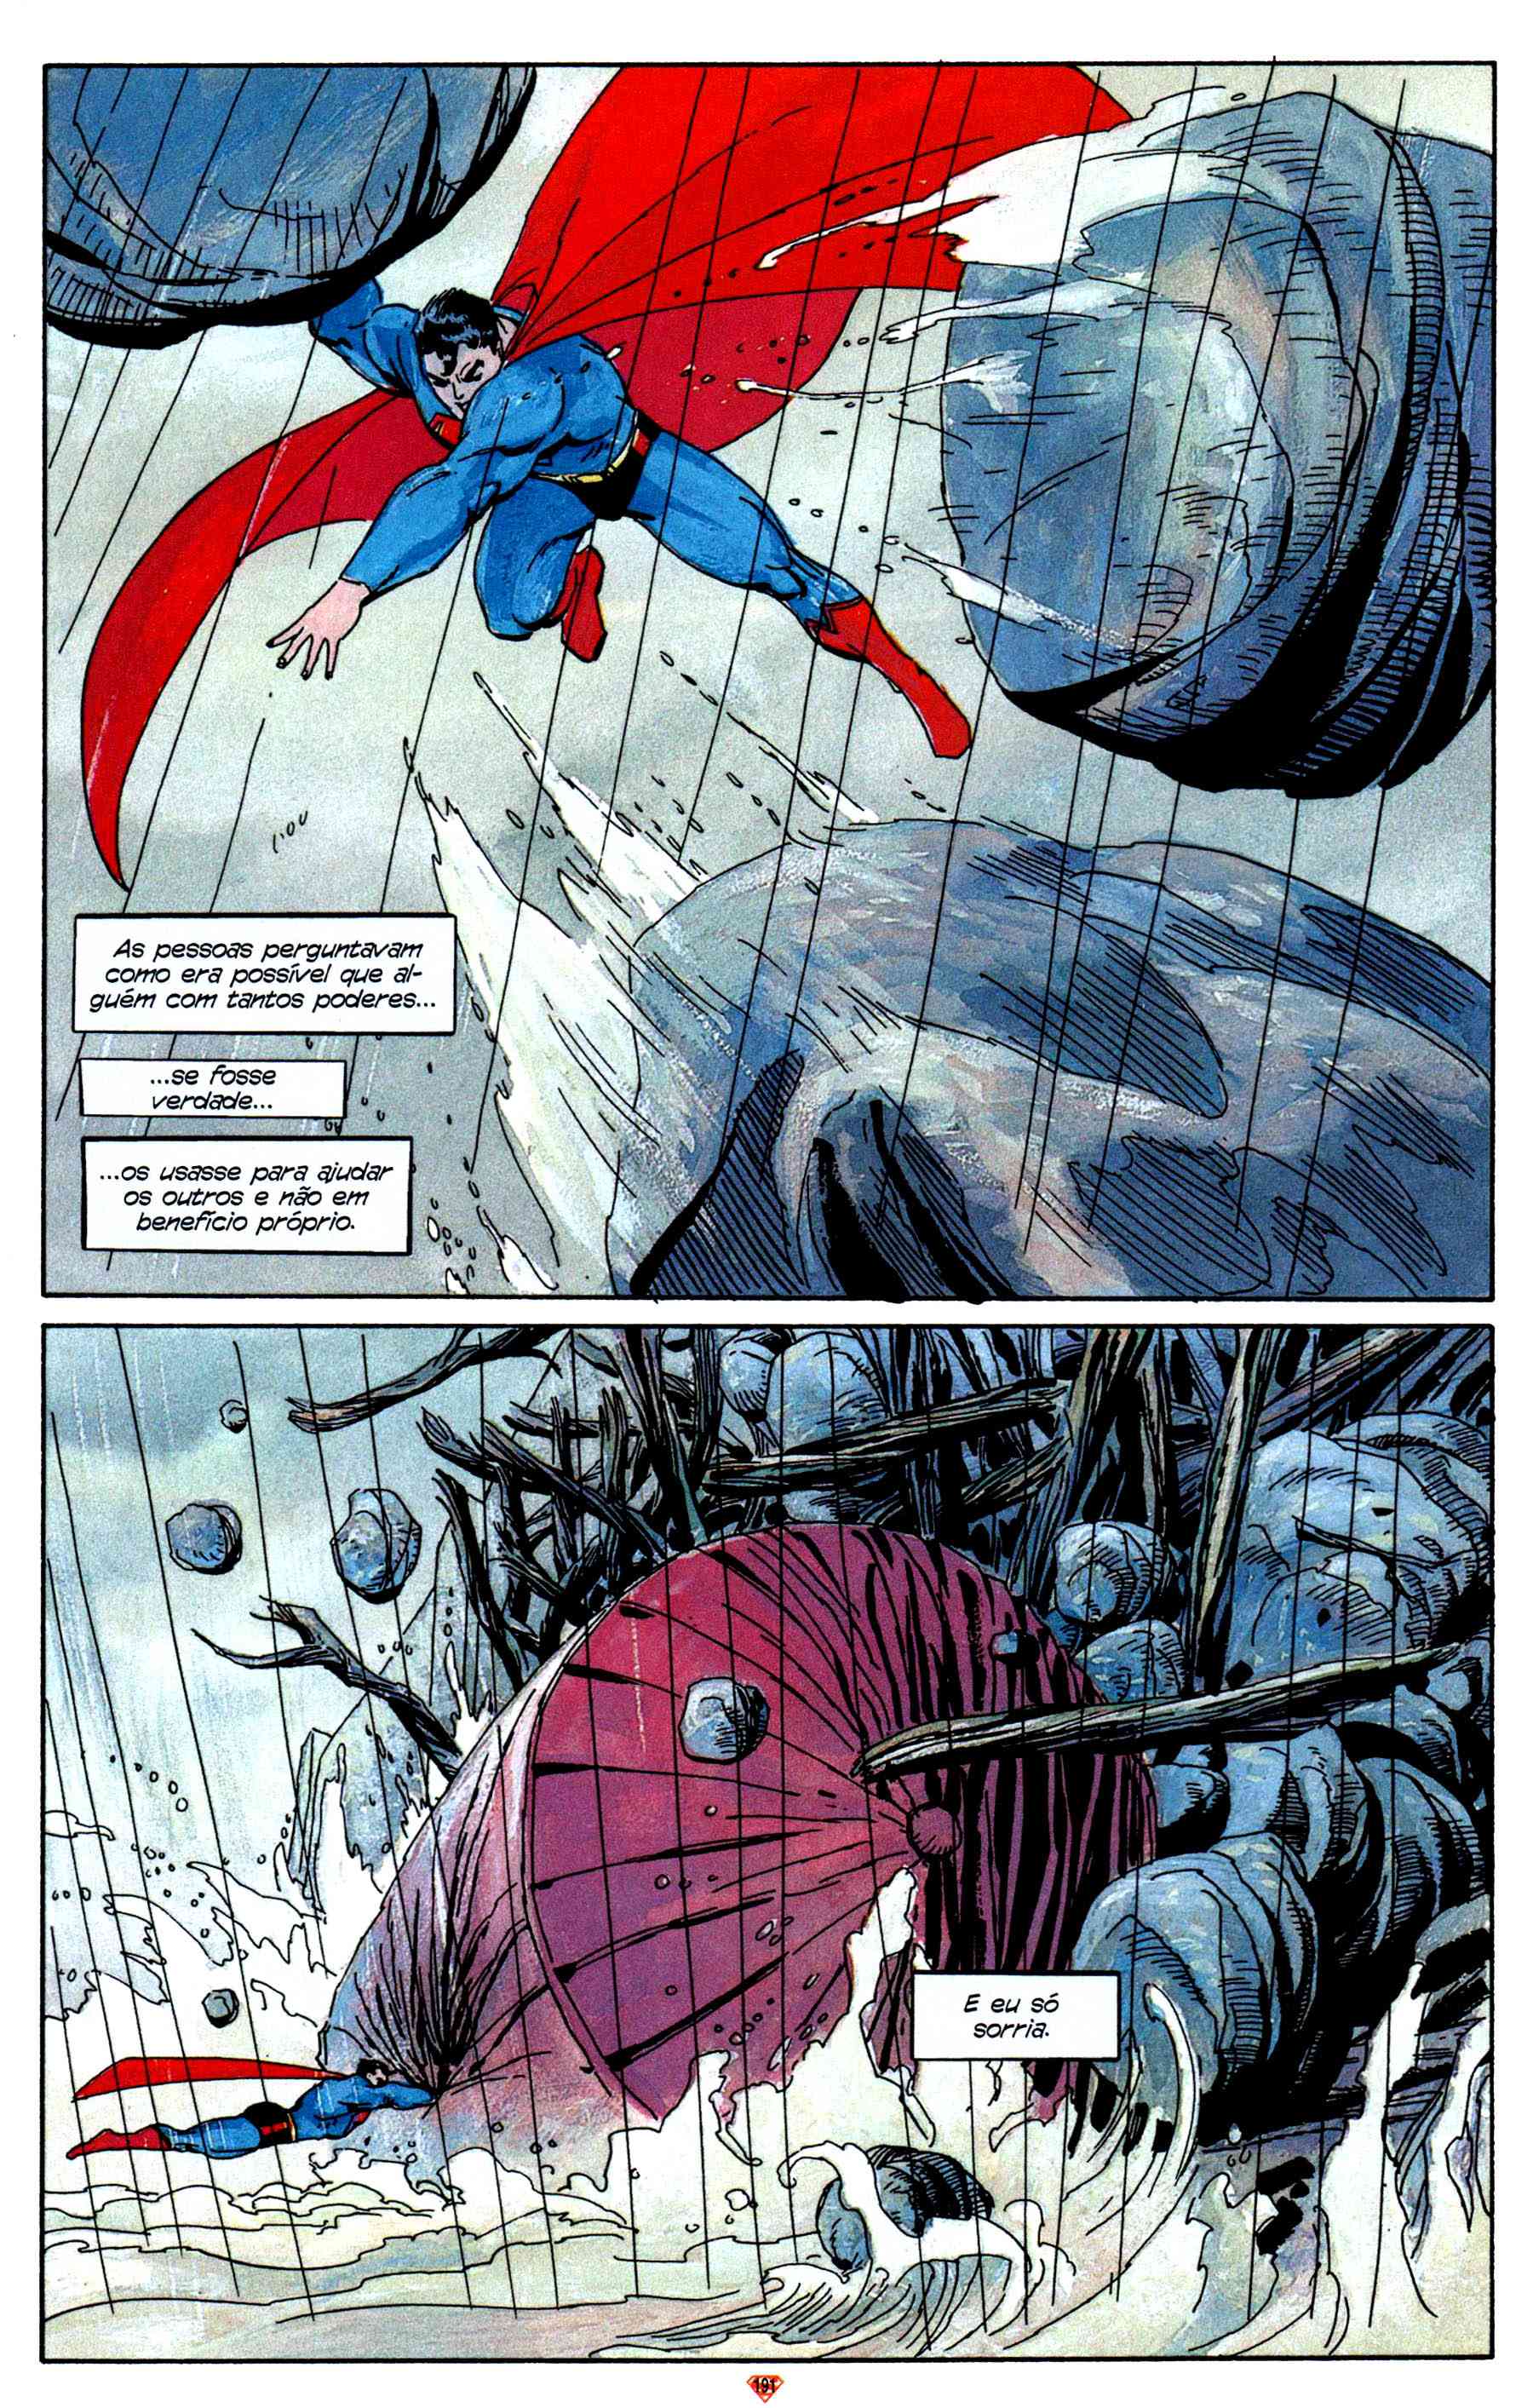 As pessoas perguntavam
como era possível que al-
guém com tantos poderes...
...se fosse
verdade...
...os usasse para ajudar
os outros e não em
benefício próprio.
E eu só
sorria.
191